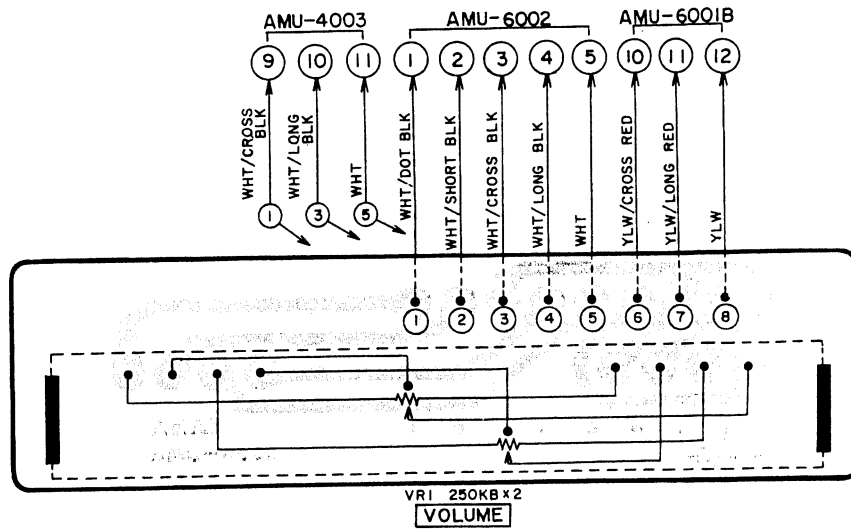 AMU-4003 AMU-6002 AMU-6001B
9 10 11 1 2 3 4 5 10 11 12
WHT/CROSS BLK
WHT/LQNG BLK
WHT
WHT/DOT BLK
WHT/SHORT BLK
WHT/CROSS BLK
WHT/LONG BLK
WHT
YLW/CROSS RED
YLW/LONG RED
YLW
1 3 5
1 2 3 4 5 6 7 8
VR1 250KB×2
VOLUME